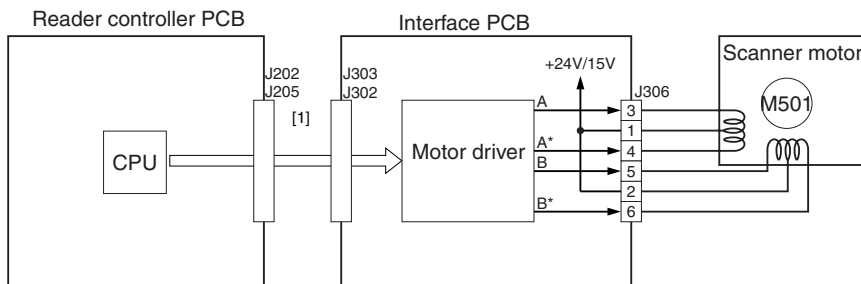 Reader controller PCB
Interface PCB
Scanner motor
+24V/15V
J202
J205
[1]
J303
J302
J306
M501
CPU
Motor driver
A
A*
B
B*
3
1
4
5
2
6